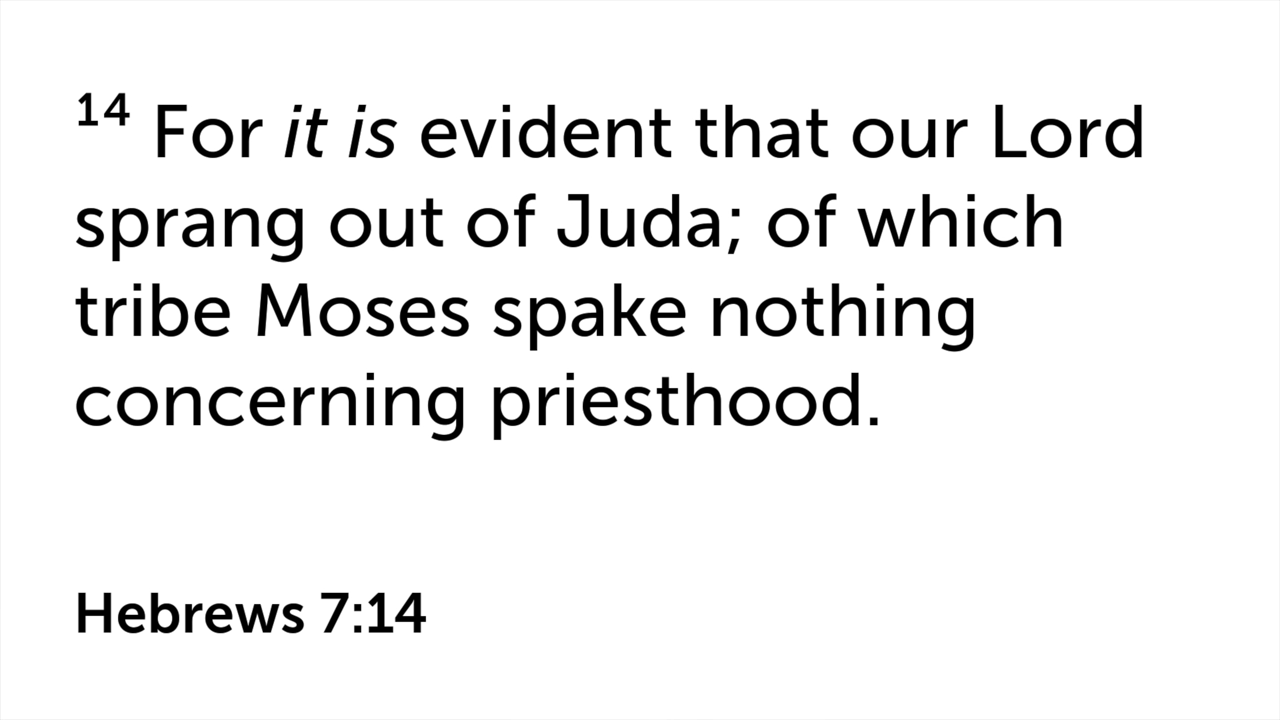 14 For it is evident that our Lord
sprang out of Juda; of which
tribe Moses spake nothing
concerning priesthood.
Hebrews 7:14